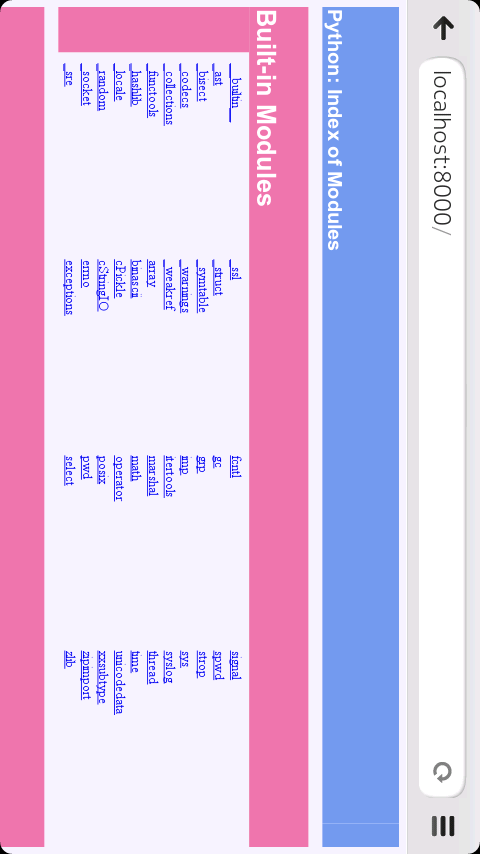 localhost:8000/
Python: Index of Modules
Built-in Modules
__builtin__ _ssl fcntl signal
_ast _struct gc spwd
_bisect _symtable grp strop
_codecs _warnings imp sys
_collections _weakref itertools syslog
_functools array marshal thread
_hashlib binascii math time
_locale cPickle operator unicodedata
_random cStringIO posix xxsubtype
_socket errno pwd zipimport
_sre exceptions select zlib